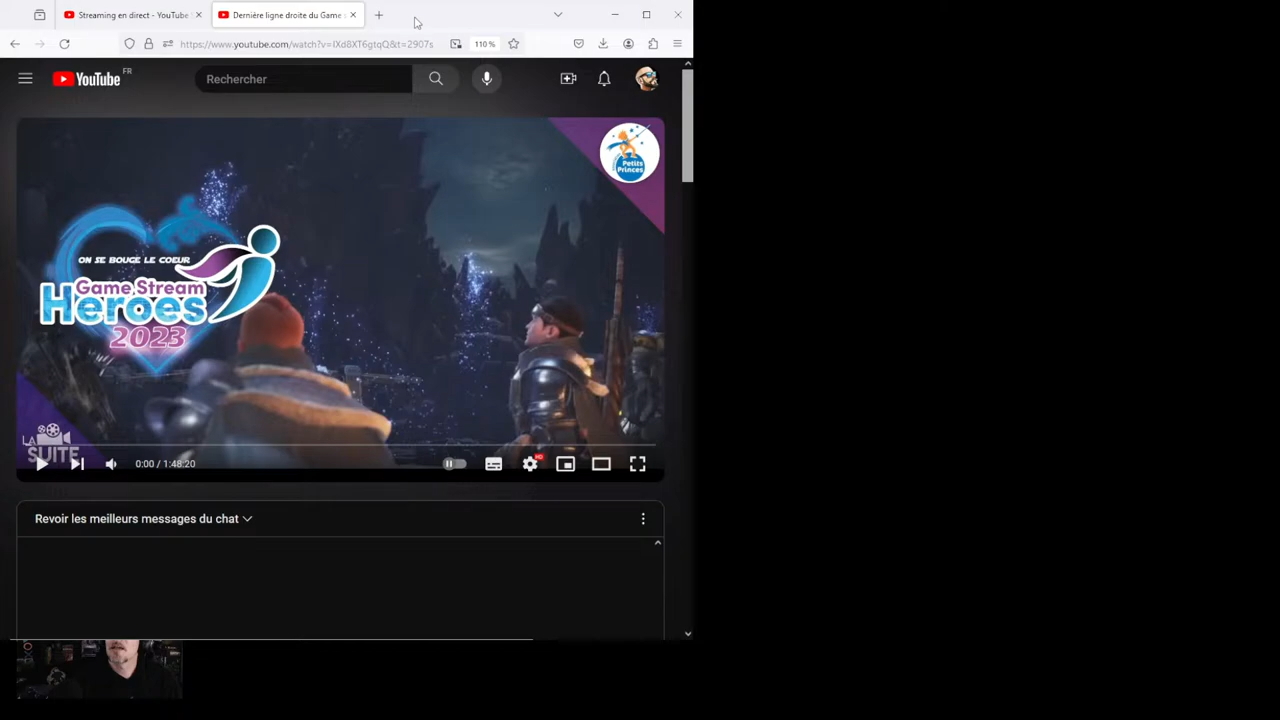 Streaming en direct - YouTube
Dernière ligne droite du Game
https://www.youtube.com/watch?v=IXd8XT6gtqQ&t=2907s
110 %
YouTube FR
Rechercher
Petits
Princes
ON SE BOUGE LE COEUR
Game Stream
Heroes
2023
LA
SUITE
0:00 / 1:48:20
HD
Revoir les meilleurs messages du chat